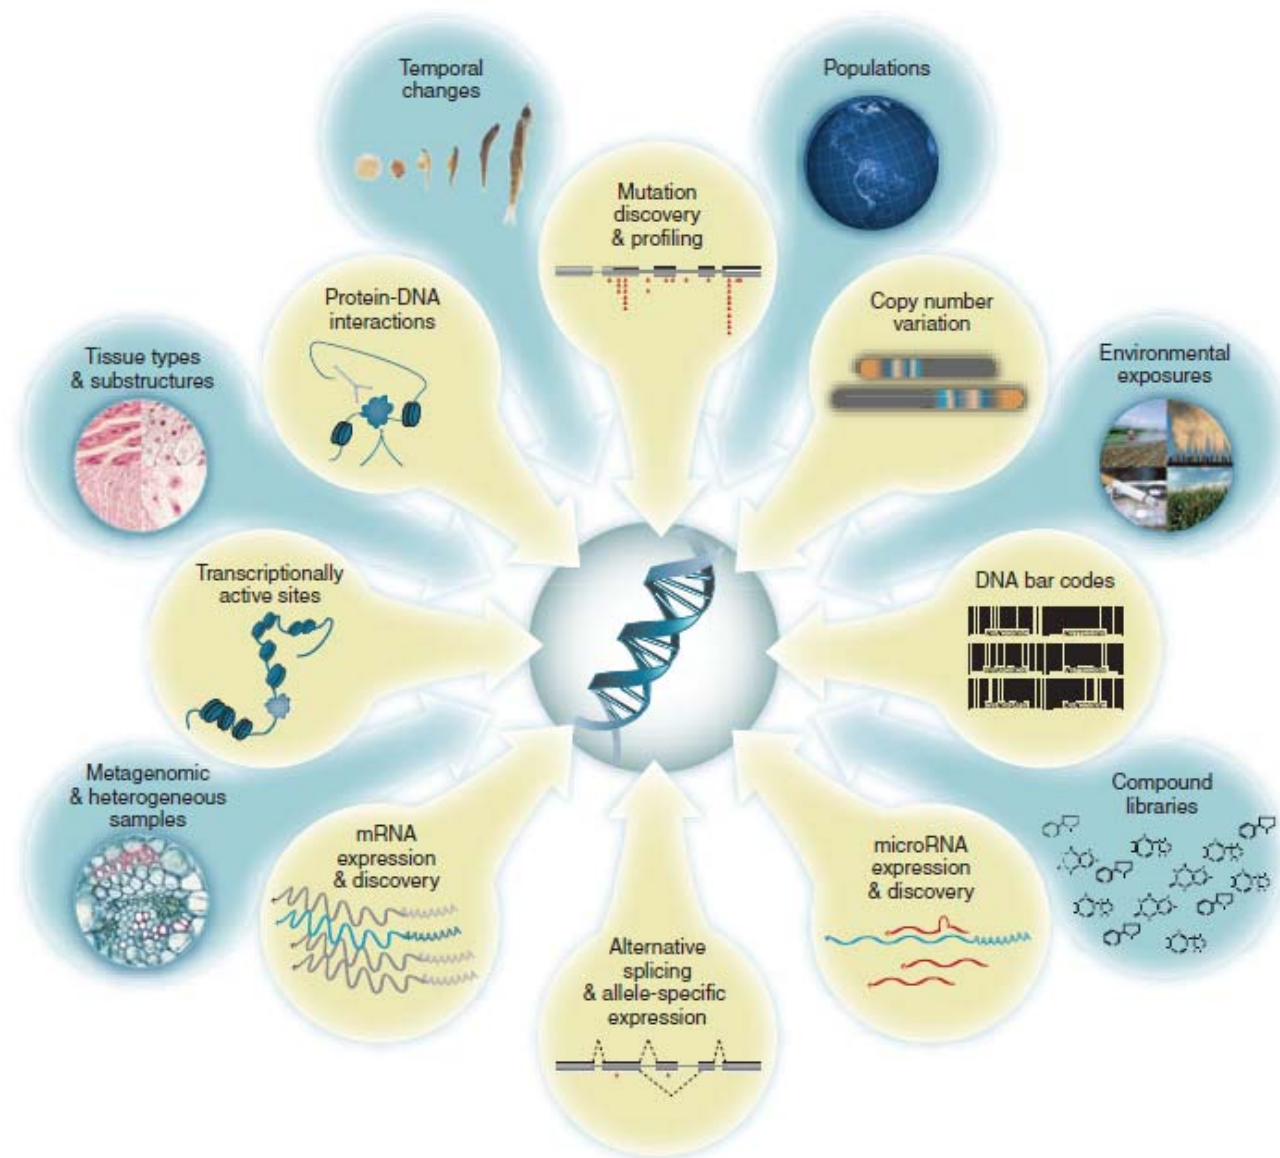 Temporal
changes
Populations
Mutation
discovery
& profiling
Protein-DNA
interactions
Copy number
variation
Tissue types
& substructures
Environmental
exposures
Transcriptionally
active sites
DNA bar codes
Metagenomic
& heterogeneous
samples
Compound
libraries
mRNA
expression
& discovery
microRNA
expression
& discovery
Alternative
splicing
& allele-specific
expression